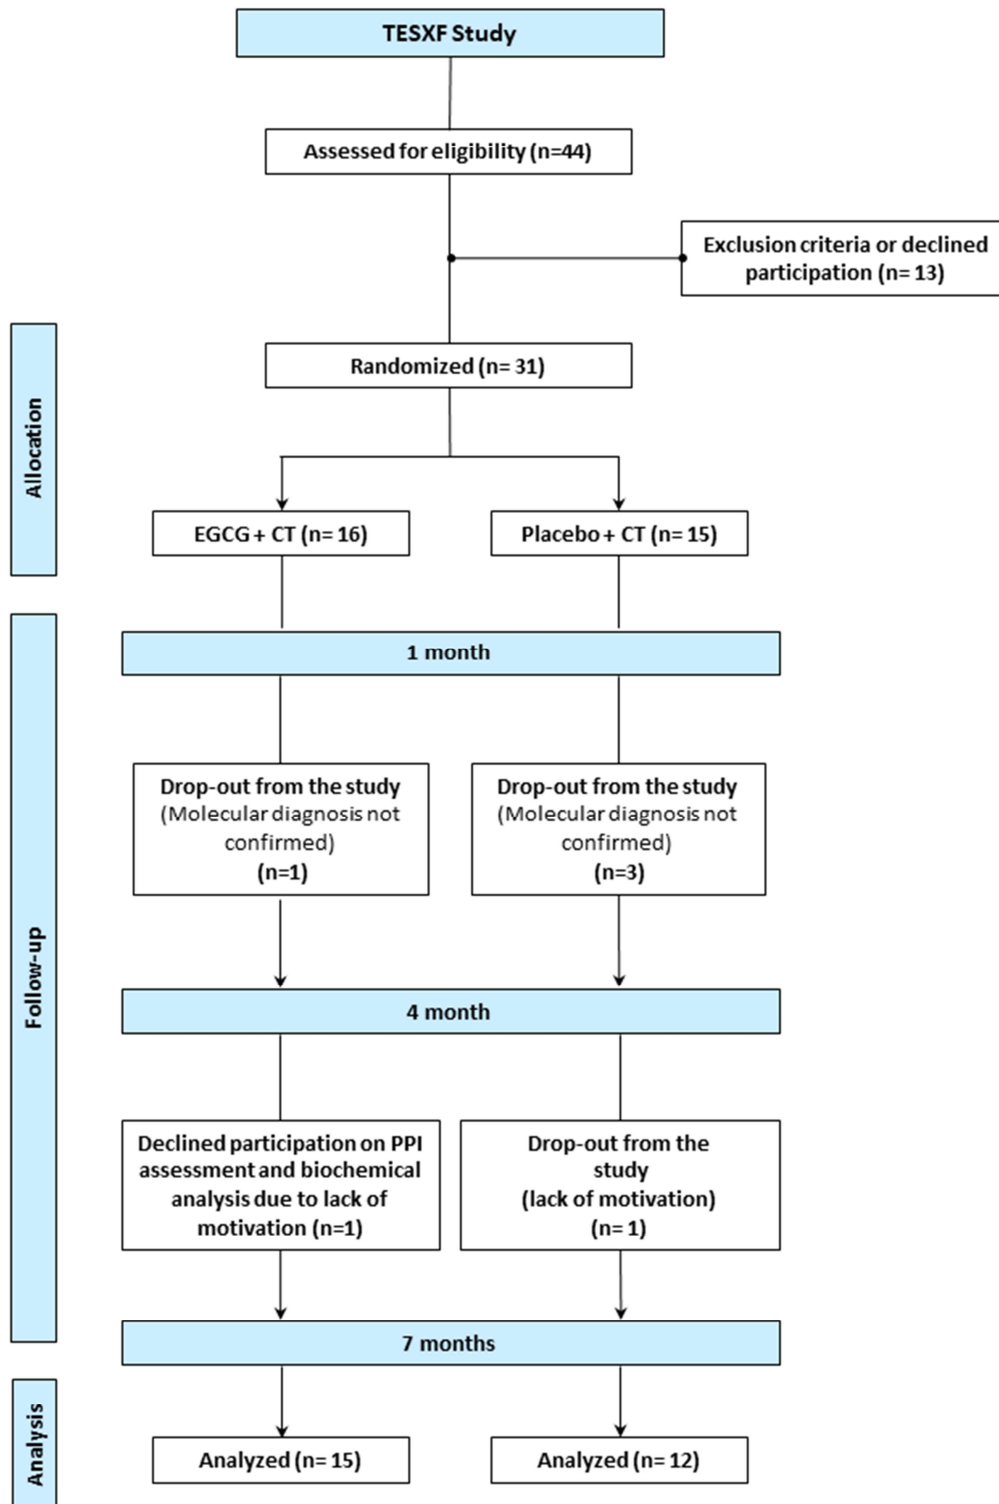 TESXF Study
Assessed for eligibility (n=44)
Exclusion criteria or declined
participation (n= 13)
Allocation
Randomized (n= 31)
EGCG + CT (n= 16)
Placebo + CT (n= 15)
Follow-up
1 month
Drop-out from the study
(Molecular diagnosis not
confirmed)
(n=1)
Drop-out from the study
(Molecular diagnosis not
confirmed)
(n=3)
4 month
Declined participation on PPI
assessment and biochemical
analysis due to lack of
motivation (n=1)
Drop-out from the
study
(lack of motivation)
(n= 1)
7 months
Analysis
Analyzed (n= 15)
Analyzed (n= 12)